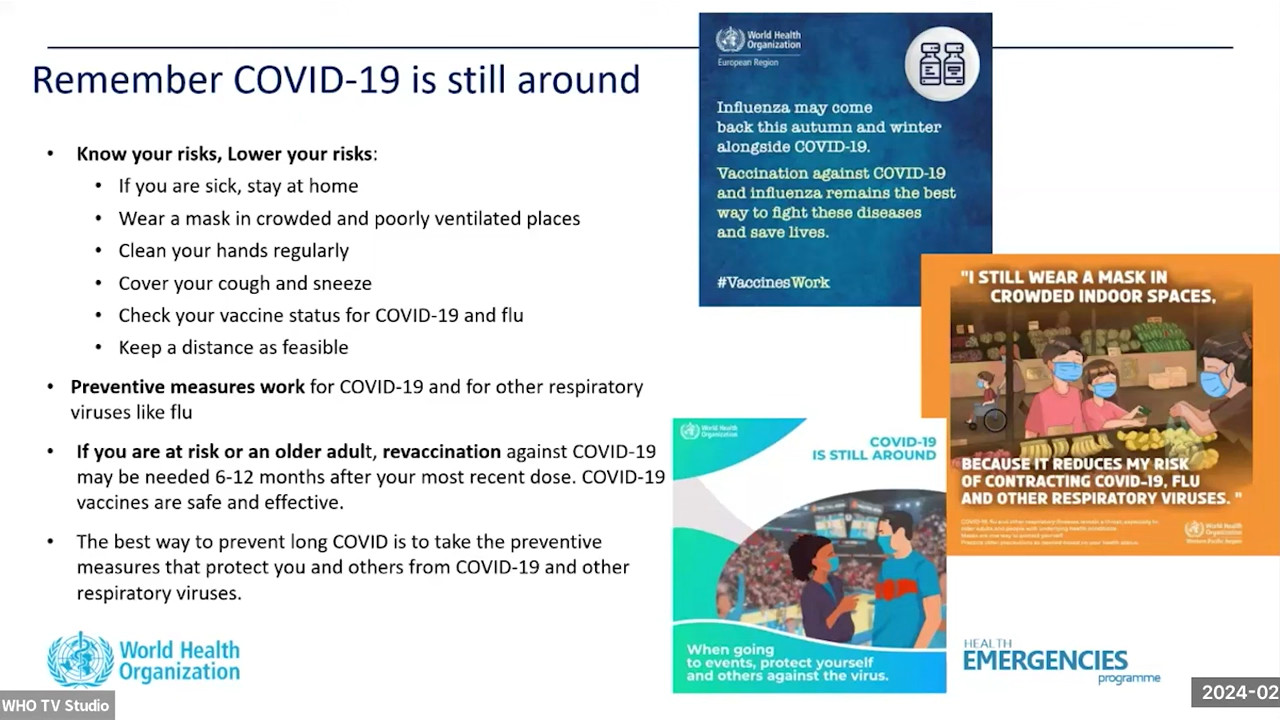 Remember COVID-19 is still around
• Know your risks, Lower your risks:
• If you are sick, stay at home
• Wear a mask in crowded and poorly ventilated places
• Clean your hands regularly
• Cover your cough and sneeze
• Check your vaccine status for COVID-19 and flu
• Keep a distance as feasible
• Preventive measures work for COVID-19 and for other respiratory
viruses like flu
• If you are at risk or an older adult, revaccination against COVID-19
may be needed 6-12 months after your most recent dose. COVID-19
vaccines are safe and effective.
• The best way to prevent long COVID is to take thr preventive
measures that protect you and others from COVID-19 and other
respiratory viruses.
World Health
Organization
WHO TV Studio
World Health
Organization
European Region
Influenza may come
back this autumn and winter
alongside COVID-19.
Vaccination against COVID-19
and influenza remains the best
way to fight these diseases
and save lives.
#VaccinesWork
"I STILL WEAR A MASK IN
CROWDED INDOOR SPACES,
BECAUSE IT REDUCES MY RISK
OF CONTRACTING COVID-19, FLU
AND OTHER RESPIRATORY VIRUSES. "
World Health
Organization
Western Pacific Region
World Health
Organization
COVID-19
IS STILL AROUND
When going
to events, protect yourself
and others against the virus.
HEALTH
EMERGENCIES
programme
2024-02